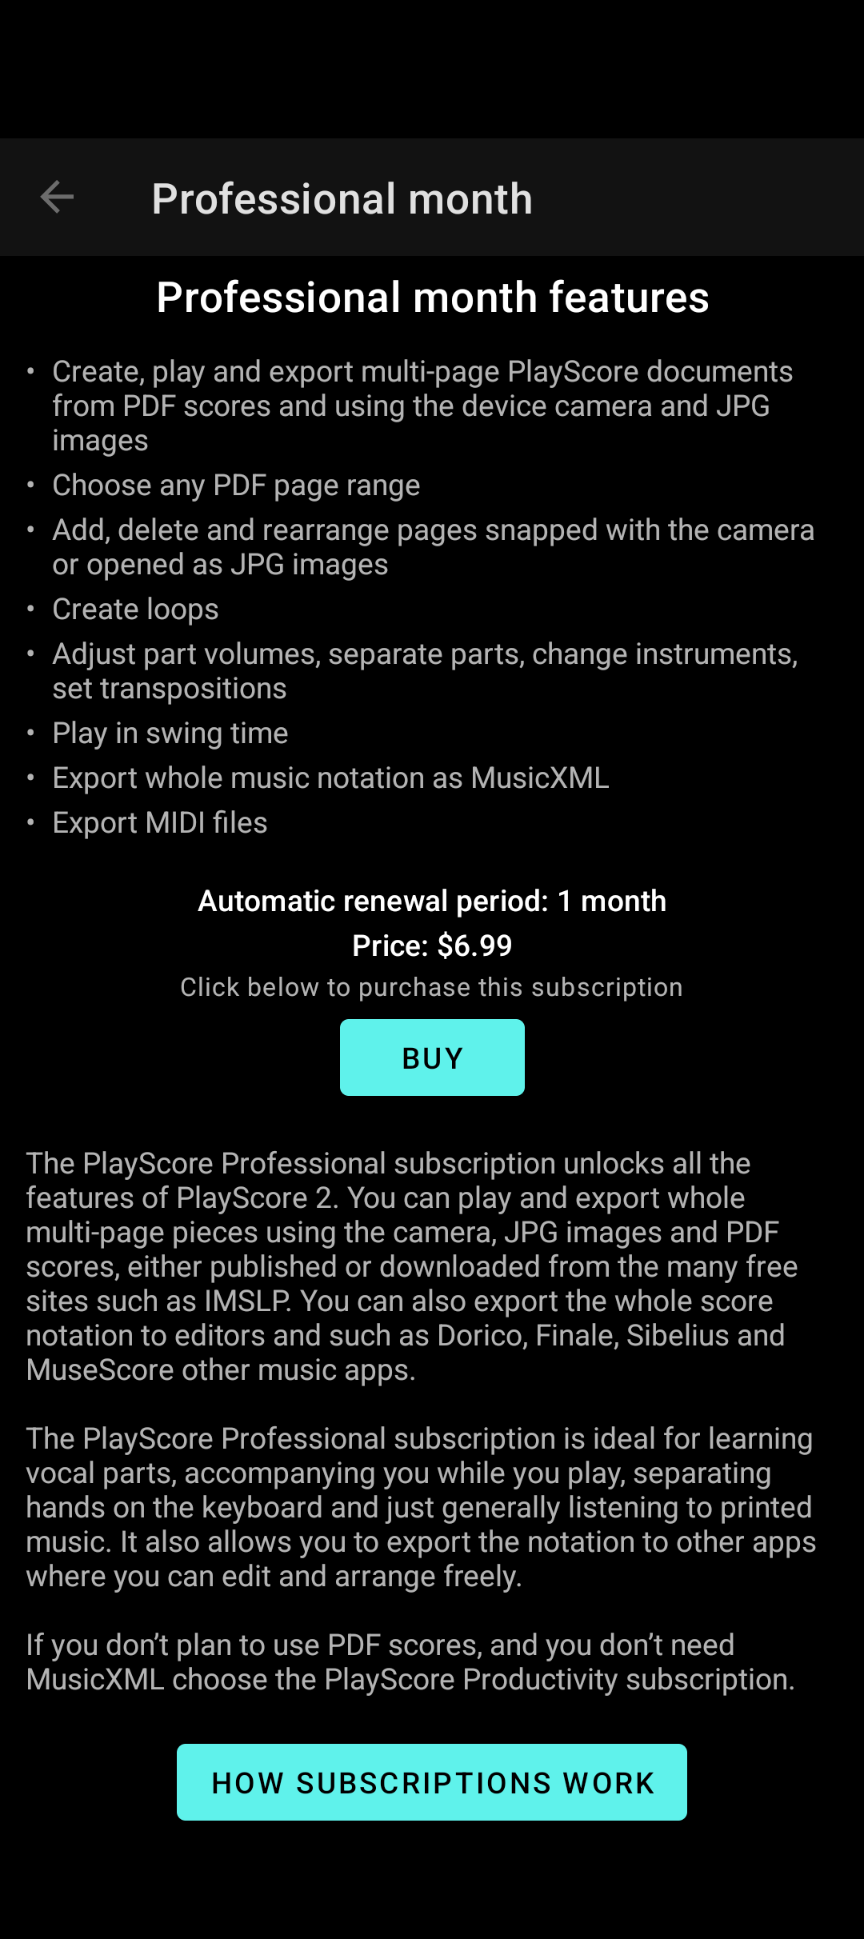 Professional month
Professional month features
• Create, play and export multi-page PlayScore documents
from PDF scores and using the device camera and JPG
images
• Choose any PDF page range
• Add, delete and rearrange pages snapped with the camera
or opened as JPG images
• Create loops
• Adjust part volumes, separate parts, change instruments,
set transpositions
• Play in swing time
• Export whole music notation as MusicXML
• Export MIDI files
Automatic renewal period: 1 month
Price: $6.99
Click below to purchase this subscription
BUY
The PlayScore Professional subscription unlocks all the
features of PlayScore 2. You can play and export whole
multi-page pieces using the camera, JPG images and PDF
scores, either published or downloaded from the many free
sites such as IMSLP. You can also export the whole score
notation to editors and such as Dorico, Finale, Sibelius and
MuseScore other music apps.
The PlayScore Professional subscription is ideal for learning
vocal parts, accompanying you while you play, separating
hands on the keyboard and just generally listening to printed
music. It also allows you to export the notation to other apps
where you can edit and arrange freely.
If you don’t plan to use PDF scores, and you don’t need
MusicXML choose the PlayScore Productivity subscription.
HOW SUBSCRIPTIONS WORK